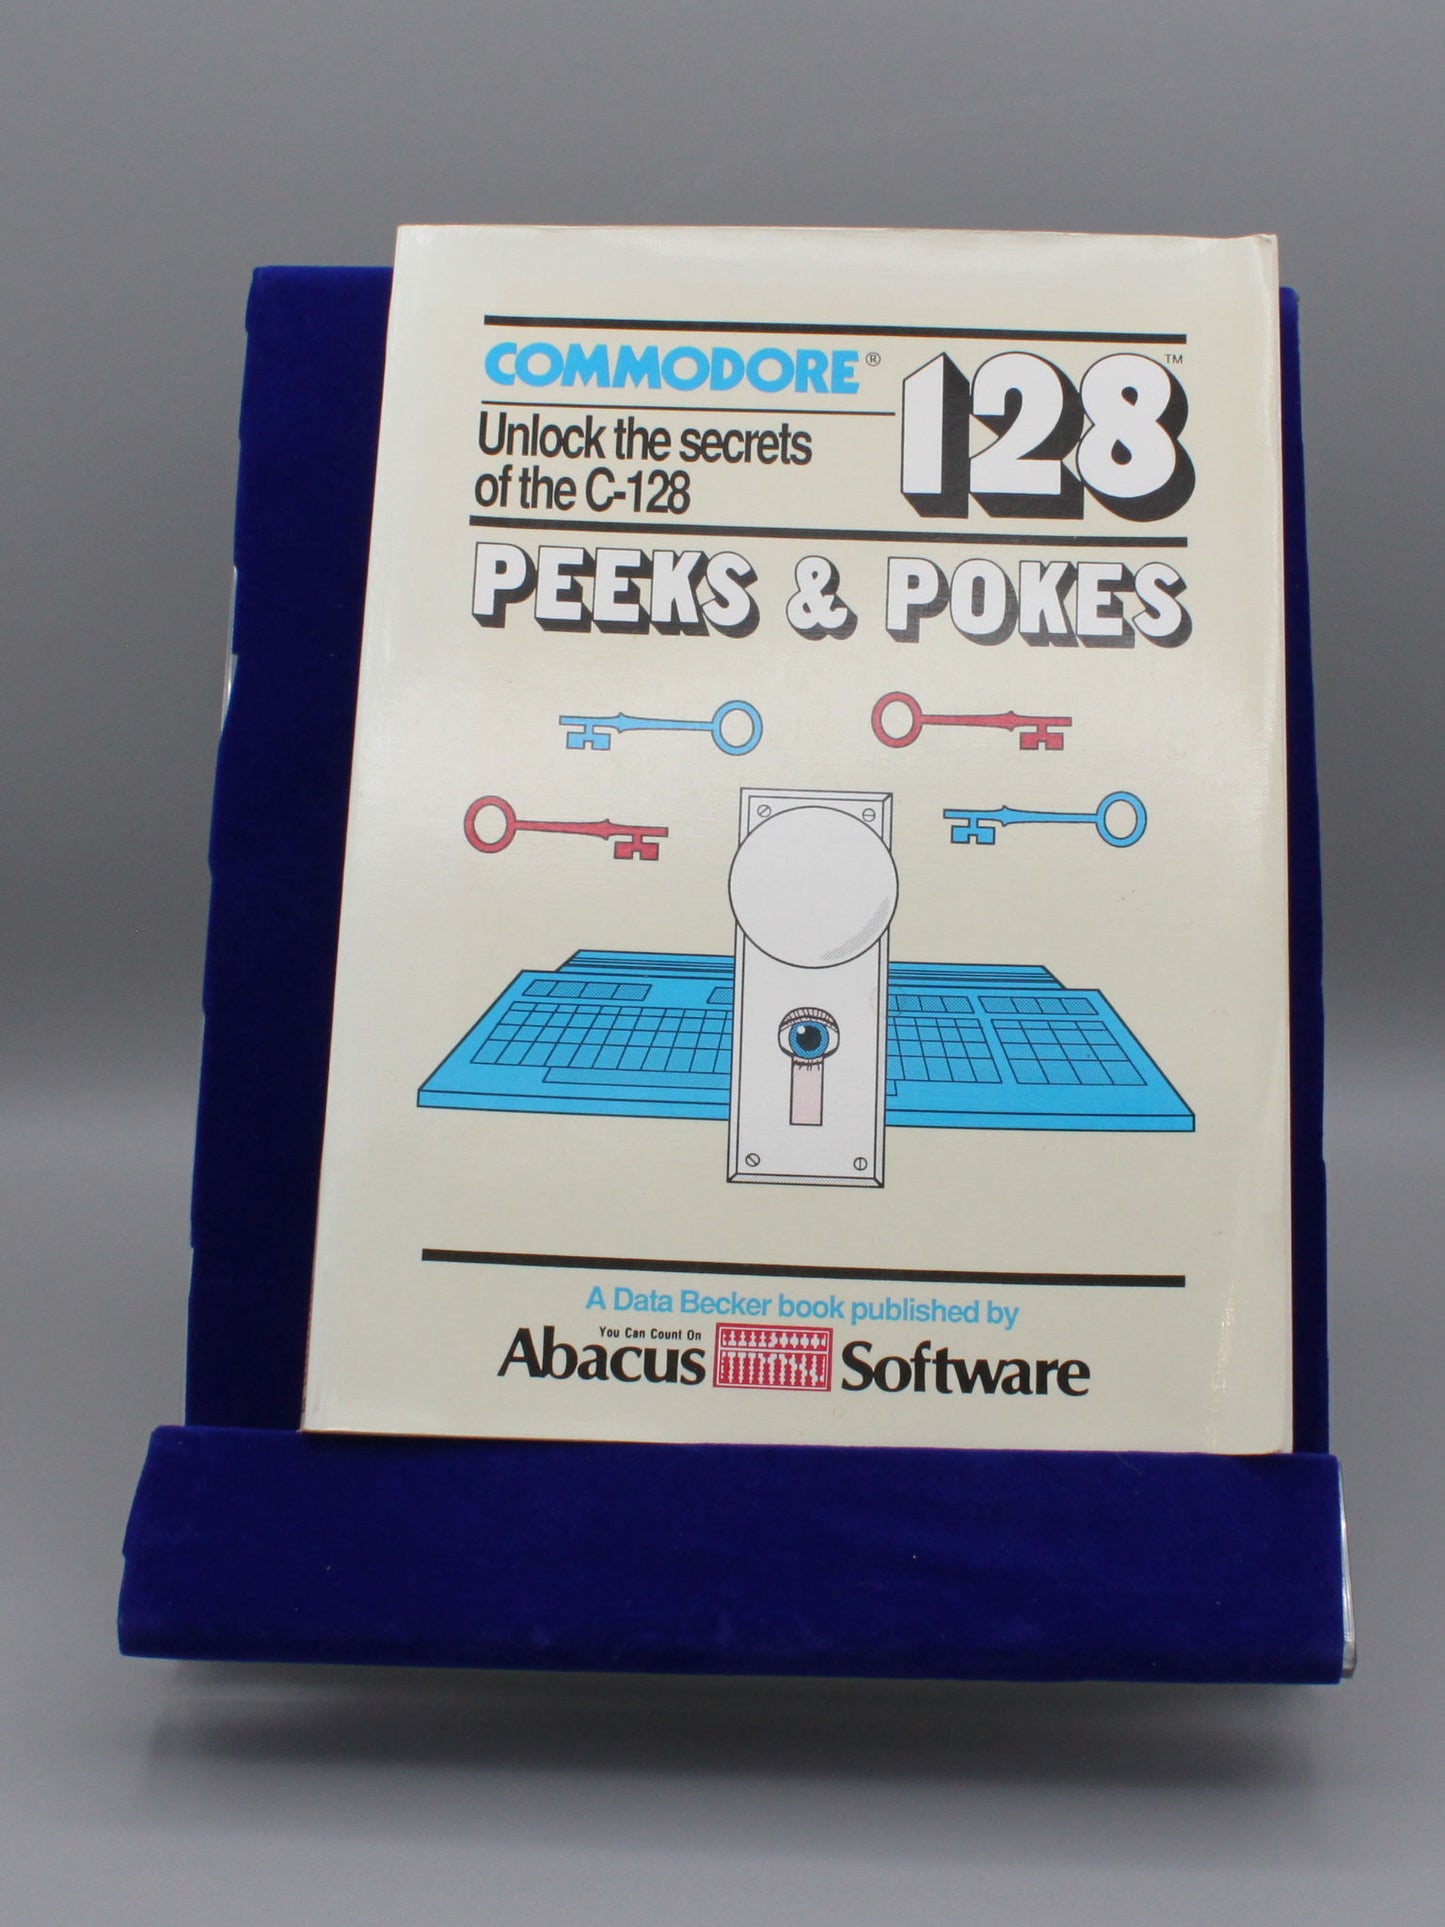 COMMODORE® 128™
Unlock the secrets
of the C-128
PEEKS & POKES
A Data Becker book published by
You Can Count On
Abacus Software